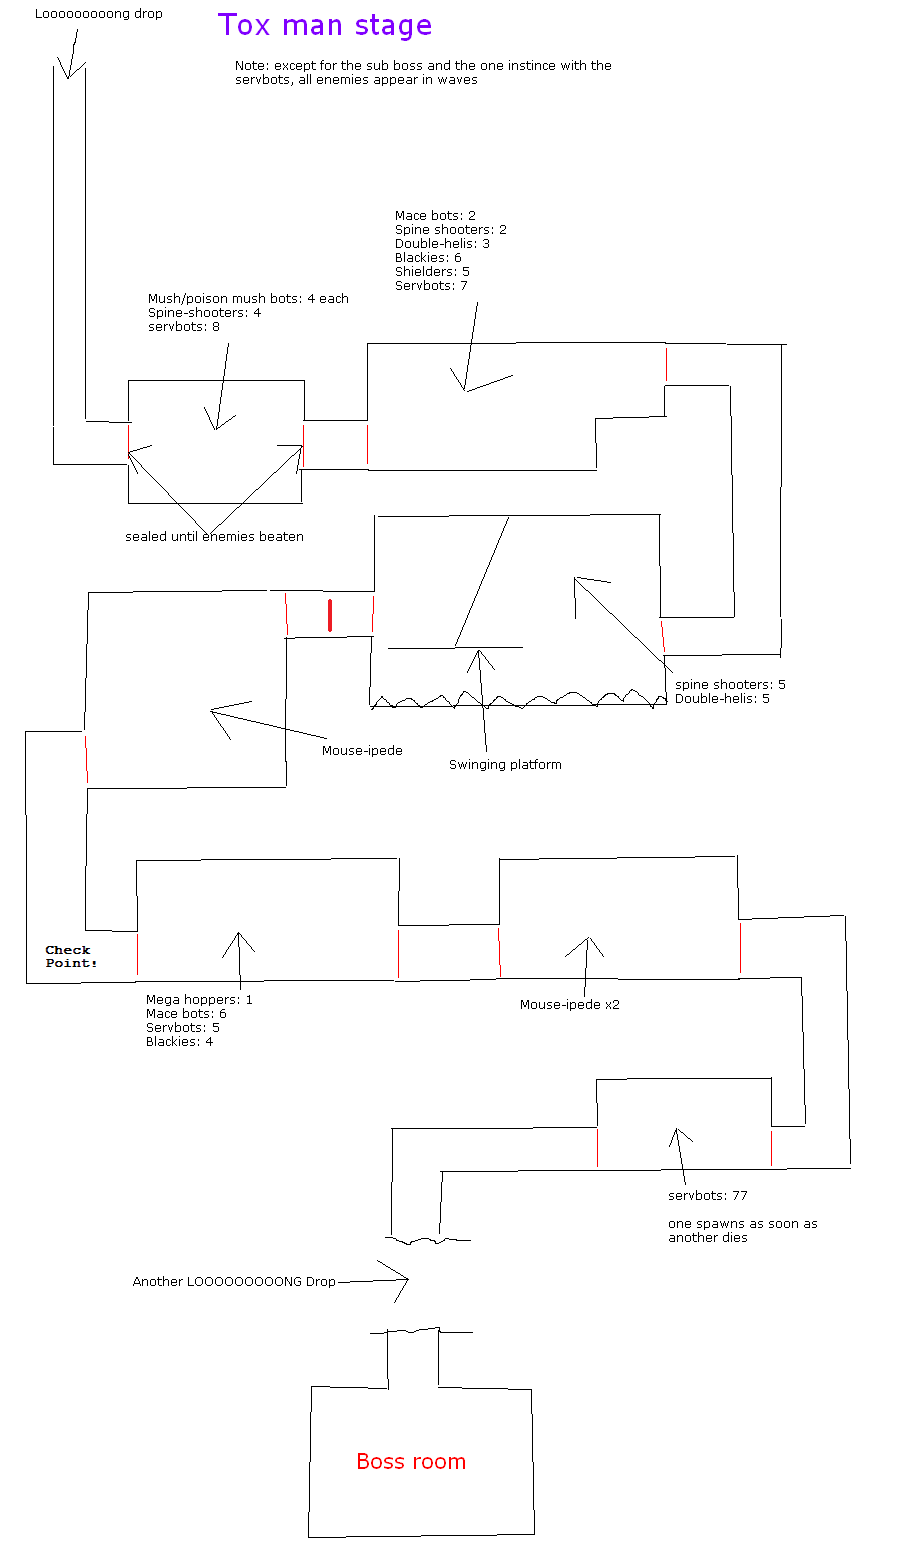 Looooooooong drop
Tox man stage
Note: except for the sub boss and the one instince with the
servbots, all enemies appear in waves
Mace bots: 2
Spine shooters: 2
Double-helis: 3
Blackies: 6
Shielders: 5
Servbots: 7
Mush/poison mush bots: 4 each
Spine-shooters: 4
servbots: 8
sealed until enemies beaten
spine shooters: 5
Double-helis: 5
Mouse-ipede
Swinging platform
Check
Point!
Mega hoppers: 1
Mace bots: 6
Servbots: 5
Blackies: 4
Mouse-ipede x2
servbots: 77
one spawns as soon as
another dies
Another LOOOOOOOOONG Drop
Boss room